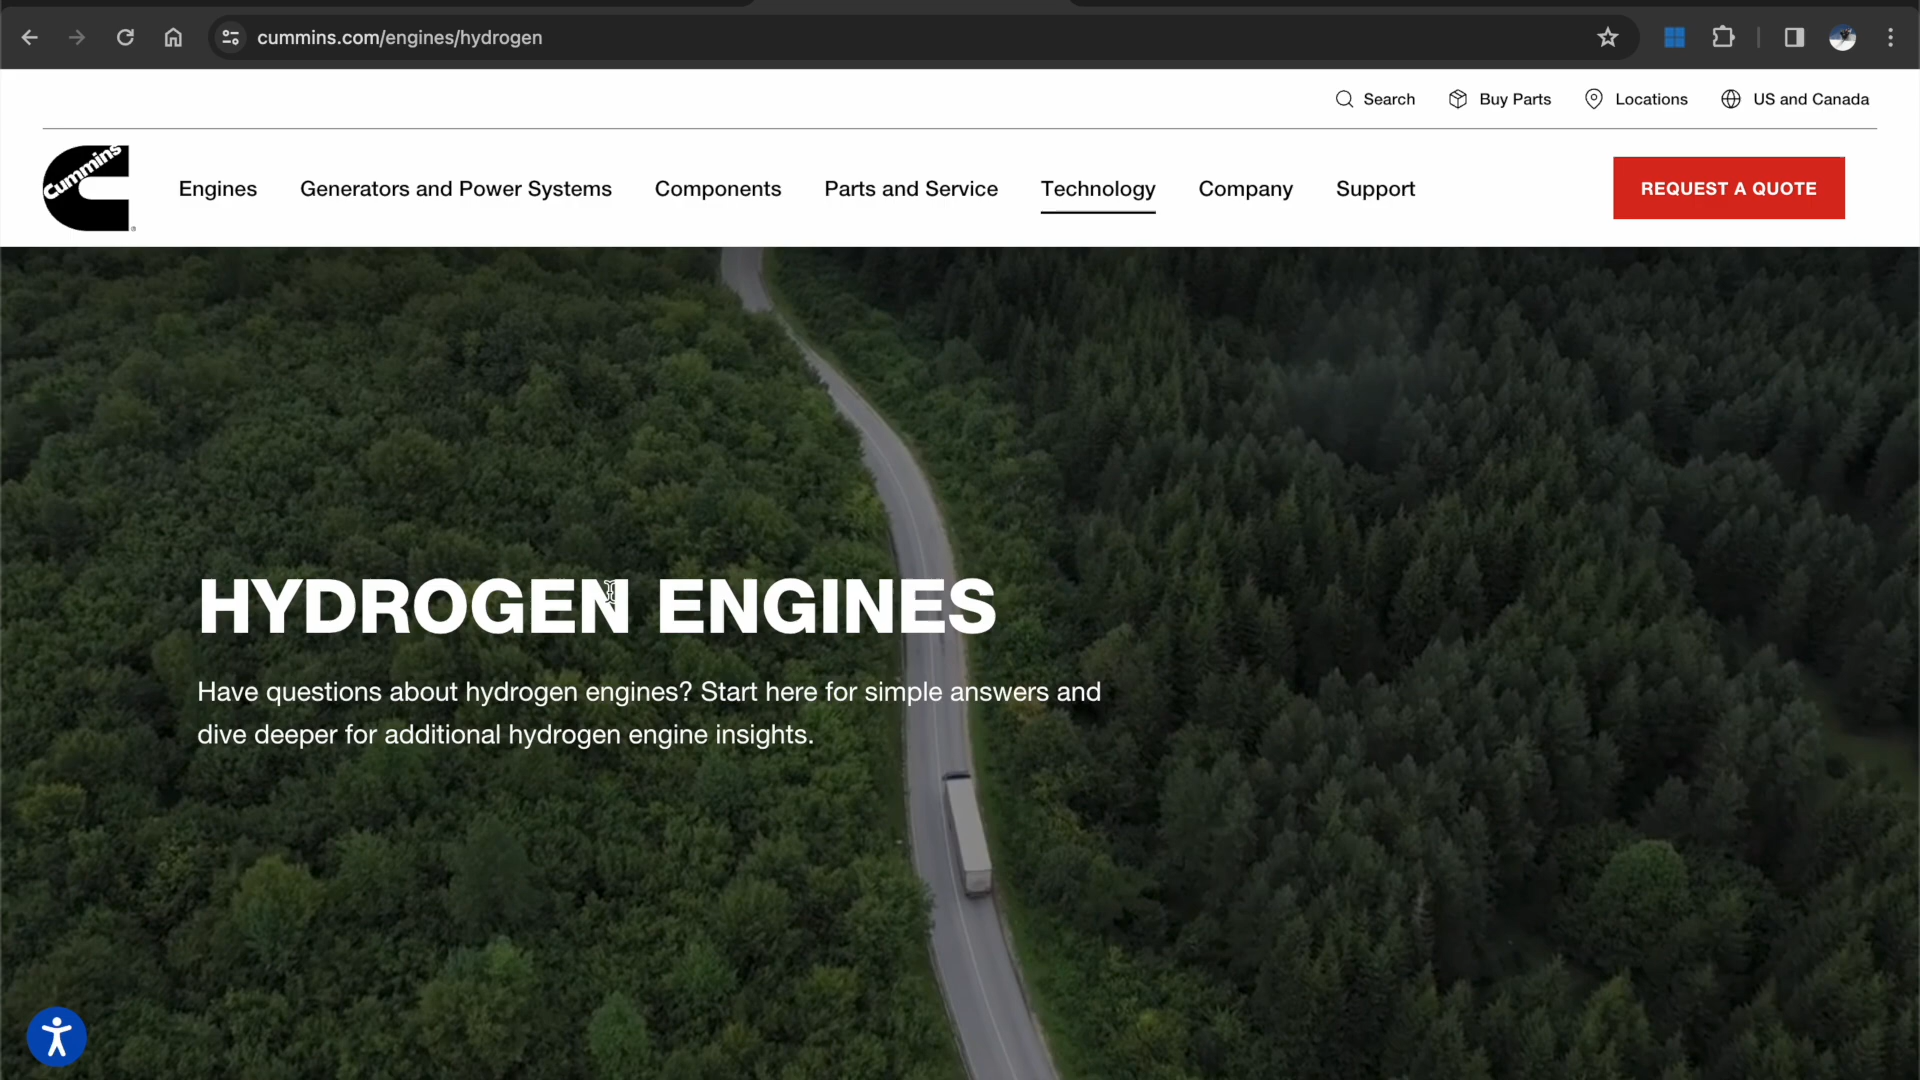 cummins.com/engines/hydrogen
Search
Buy Parts
Locations
US and Canada
Cummins
Engines
Generators and Power Systems
Components
Parts and Service
Technology
Company
Support
REQUEST A QUOTE
HYDROGEN ENGINES
Have questions about hydrogen engines? Start here for simple answers and
dive deeper for additional hydrogen engine insights.